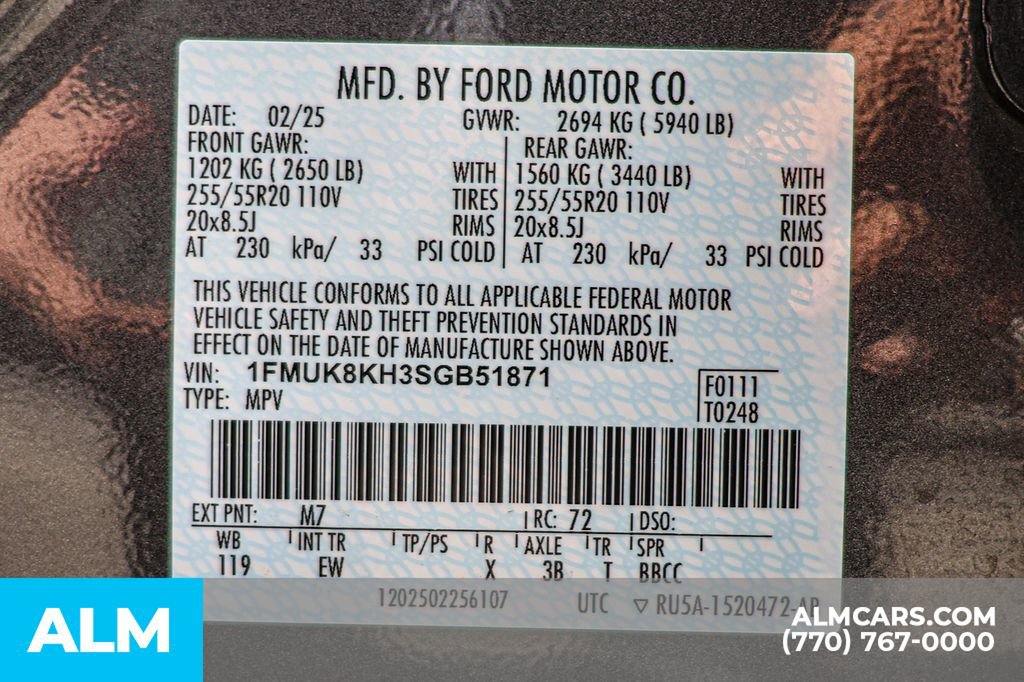 MFD. BY FORD MOTOR CO.
DATE: 02/25 GVWR: 2694 KG ( 5940 LB)
FRONT GAWR: REAR GAWR:
1202 KG ( 2650 LB) WITH 1560 KG ( 3440 LB) WITH
255/55R20 110V TIRES 255/55R20 110V TIRES
20x8.5J RIMS 20x8.5J RIMS
AT 230 kPa/ 33 PSI COLD AT 230 kPa/ 33 PSI COLD
THIS VEHICLE CONFORMS TO ALL APPLICABLE FEDERAL MOTOR
VEHICLE SAFETY AND THEFT PREVENTION STANDARDS IN
EFFECT ON THE DATE OF MANUFACTURE SHOWN ABOVE.
VIN: 1FMUK8KH3SGB51871
TYPE: MPV
F0111
T0248
EXT PNT: M7 RC: 72 DSO:
WB INT TR TP/PS R AXLE TR SPR
119 EW X 3B T BBCC
1202502256107 UTC ▽ RU5A-1520472-AB
ALM
ALMCARS.COM
(770) 767-0000